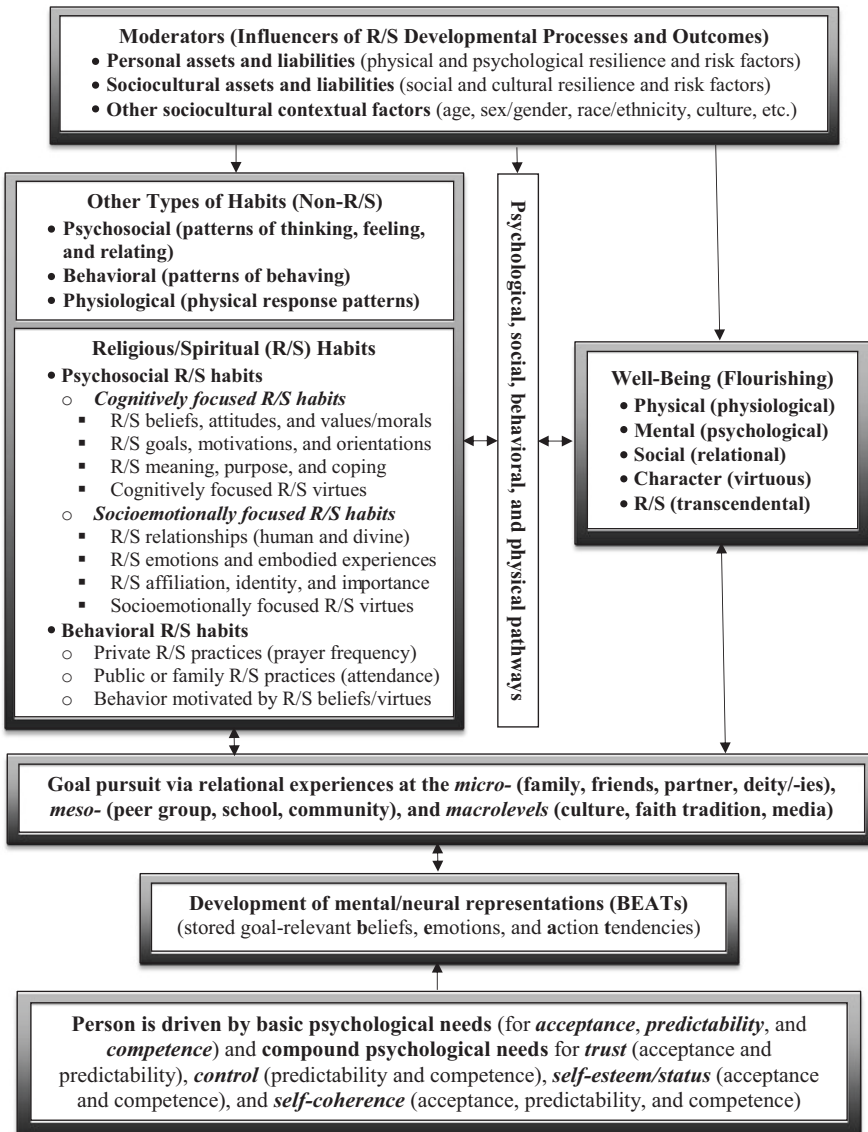 Moderators (Influencers of R/S Developmental Processes and Outcomes)
• Personal assets and liabilities (physical and psychological resilience and risk factors)
• Sociocultural assets and liabilities (social and cultural resilience and risk factors)
• Other sociocultural contextual factors (age, sex/gender, race/ethnicity, culture, etc.)
Other Types of Habits (Non-R/S)
• Psychosocial (patterns of thinking, feeling,
and relating)
• Behavioral (patterns of behaving)
• Physiological (physical response patterns)
Religious/Spiritual (R/S) Habits
• Psychosocial R/S habits
o Cognitively focused R/S habits
▪ R/S beliefs, attitudes, and values/morals
▪ R/S goals, motivations, and orientations
▪ R/S meaning, purpose, and coping
▪ Cognitively focused R/S virtues
o Socioemotionally focused R/S habits
▪ R/S relationships (human and divine)
▪ R/S emotions and embodied experiences
▪ R/S affiliation, identity, and importance
▪ Socioemotionally focused R/S virtues
• Behavioral R/S habits
o Private R/S practices (prayer frequency)
o Public or family R/S practices (attendance)
o Behavior motivated by R/S beliefs/virtues
Psychological, social, behavioral, and physical pathways
Well-Being (Flourishing)
• Physical (physiological)
• Mental (psychological)
• Social (relational)
• Character (virtuous)
• R/S (transcendental)
Goal pursuit via relational experiences at the micro- (family, friends, partner, deity/-ies),
meso- (peer group, school, community), and macrolevels (culture, faith tradition, media)
Development of mental/neural representations (BEATs)
(stored goal-relevant beliefs, emotions, and action tendencies)
Person is driven by basic psychological needs (for acceptance, predictability, and
competence) and compound psychological needs for trust (acceptance and
predictability), control (predictability and competence), self-esteem/status (acceptance
and competence), and self-coherence (acceptance, predictability, and competence)